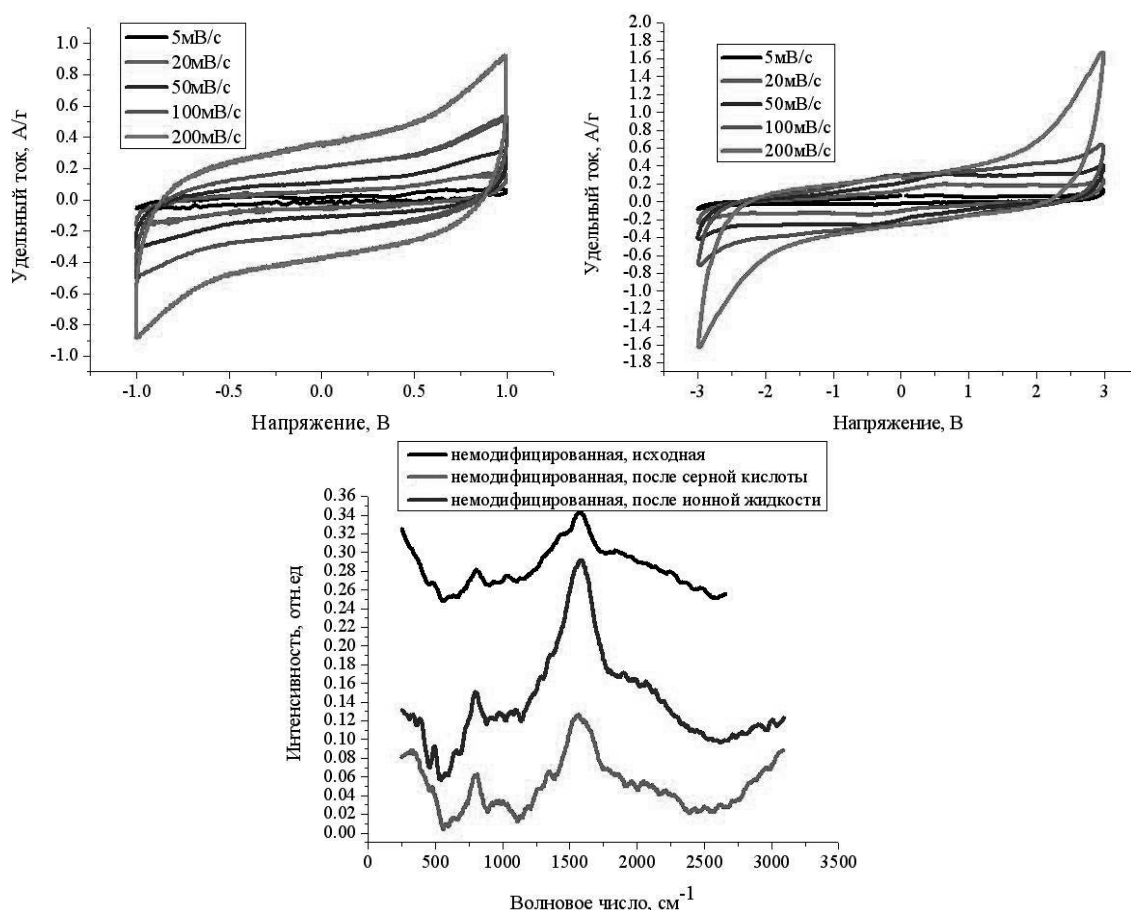 1.0
0.8
0.6
0.4
0.2
0.0
-0.2
-0.4
-0.6
-0.8
-1.0
Удельный ток, А/г
5мВ/с
20мВ/с
50мВ/с
100мВ/с
200мВ/с
-1.0 -0.5 0.0 0.5 1.0
Напряжение, В
2.0
1.8
1.6
1.4
1.2
1.0
0.8
0.6
0.4
0.2
0.0
-0.2
-0.4
-0.6
-0.8
-1.0
-1.2
-1.4
-1.6
-1.8
Удельный ток, А/г
5мВ/с
20мВ/с
50мВ/с
100мВ/с
200мВ/с
-3 -2 -1 0 1 2 3
Напряжение, В
немодифицированная, исходная
немодифицированная, после серной кислоты
немодифицированная, после ионной жидкости
0.36
0.34
0.32
0.30
0.28
0.26
0.24
0.22
0.20
0.18
0.16
0.14
0.12
0.10
0.08
0.06
0.04
0.02
0.00
Интенсивность, отн.ед
0 500 1000 1500 2000 2500 3000 3500
Волновое число, см-1